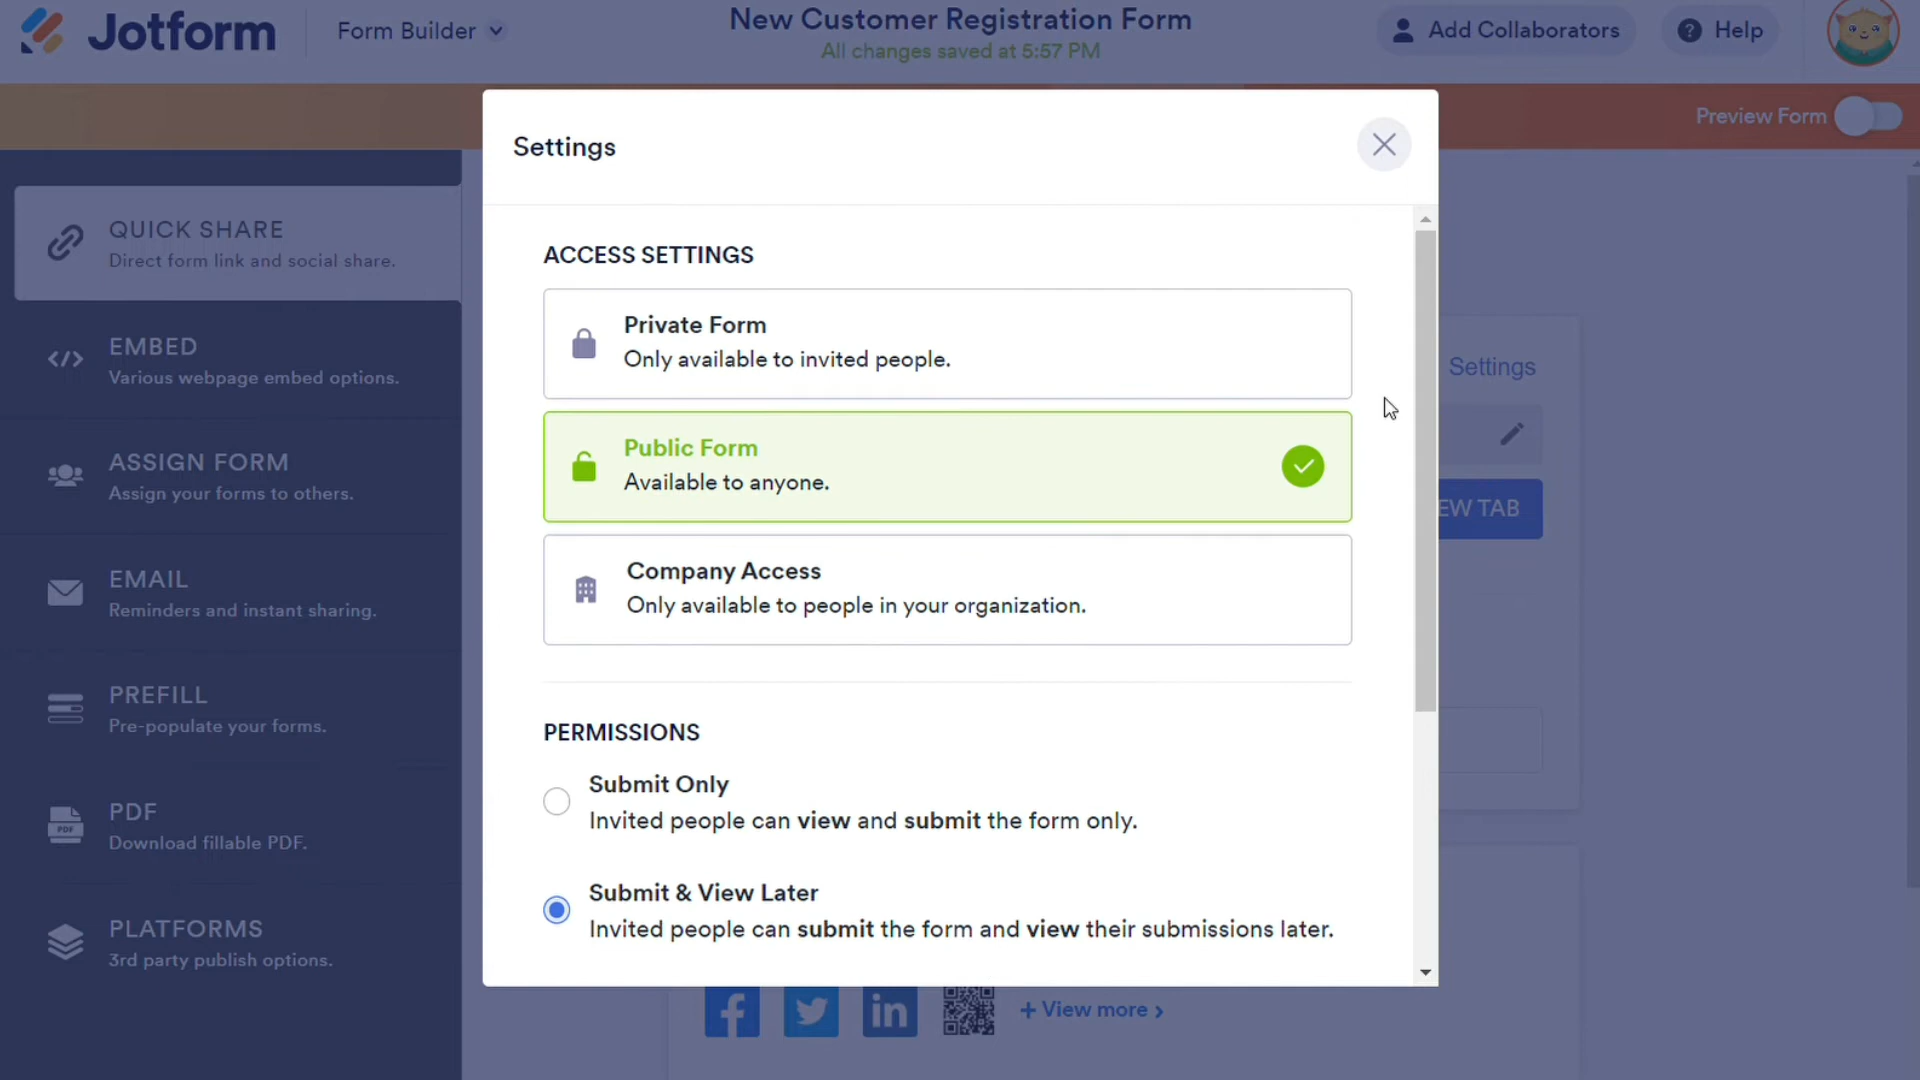 Jotform
Form Builder
New Customer Registration Form
All changes saved at 5:57 PM
Add Collaborators
Help
Preview Form
QUICK SHARE
Direct form link and social share.
EMBED
Various webpage embed options.
ASSIGN FORM
Assign your forms to others.
EMAIL
Reminders and instant sharing.
PREFILL
Pre-populate your forms.
PDF
PDF
Download fillable PDF.
PLATFORMS
3rd party publish options.
Settings
ACCESS SETTINGS
Private Form
Only available to invited people.
Public Form
Available to anyone.
Company Access
Only available to people in your organization.
PERMISSIONS
Submit Only
Invited people can view and submit the form only.
Submit & View Later
Invited people can submit the form and view their submissions later.
Settings
EW TAB
+ View more